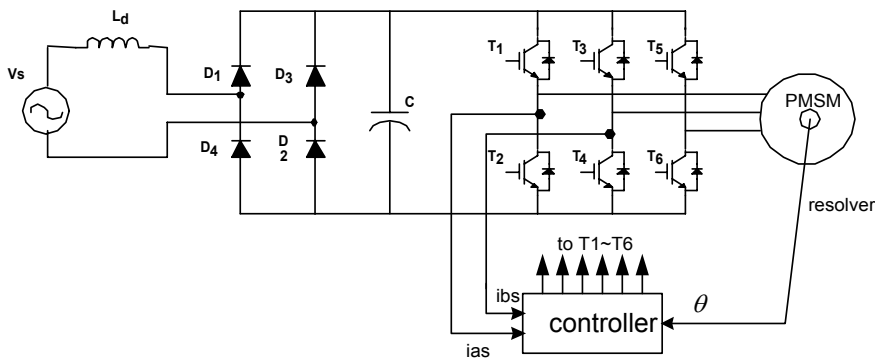 Ld
Vs
D1
D3
D4
D
2
C
T1
T3
T5
T2
T4
T6
PMSM
resolver
to T1~T6
ibs
ias
controller
θ